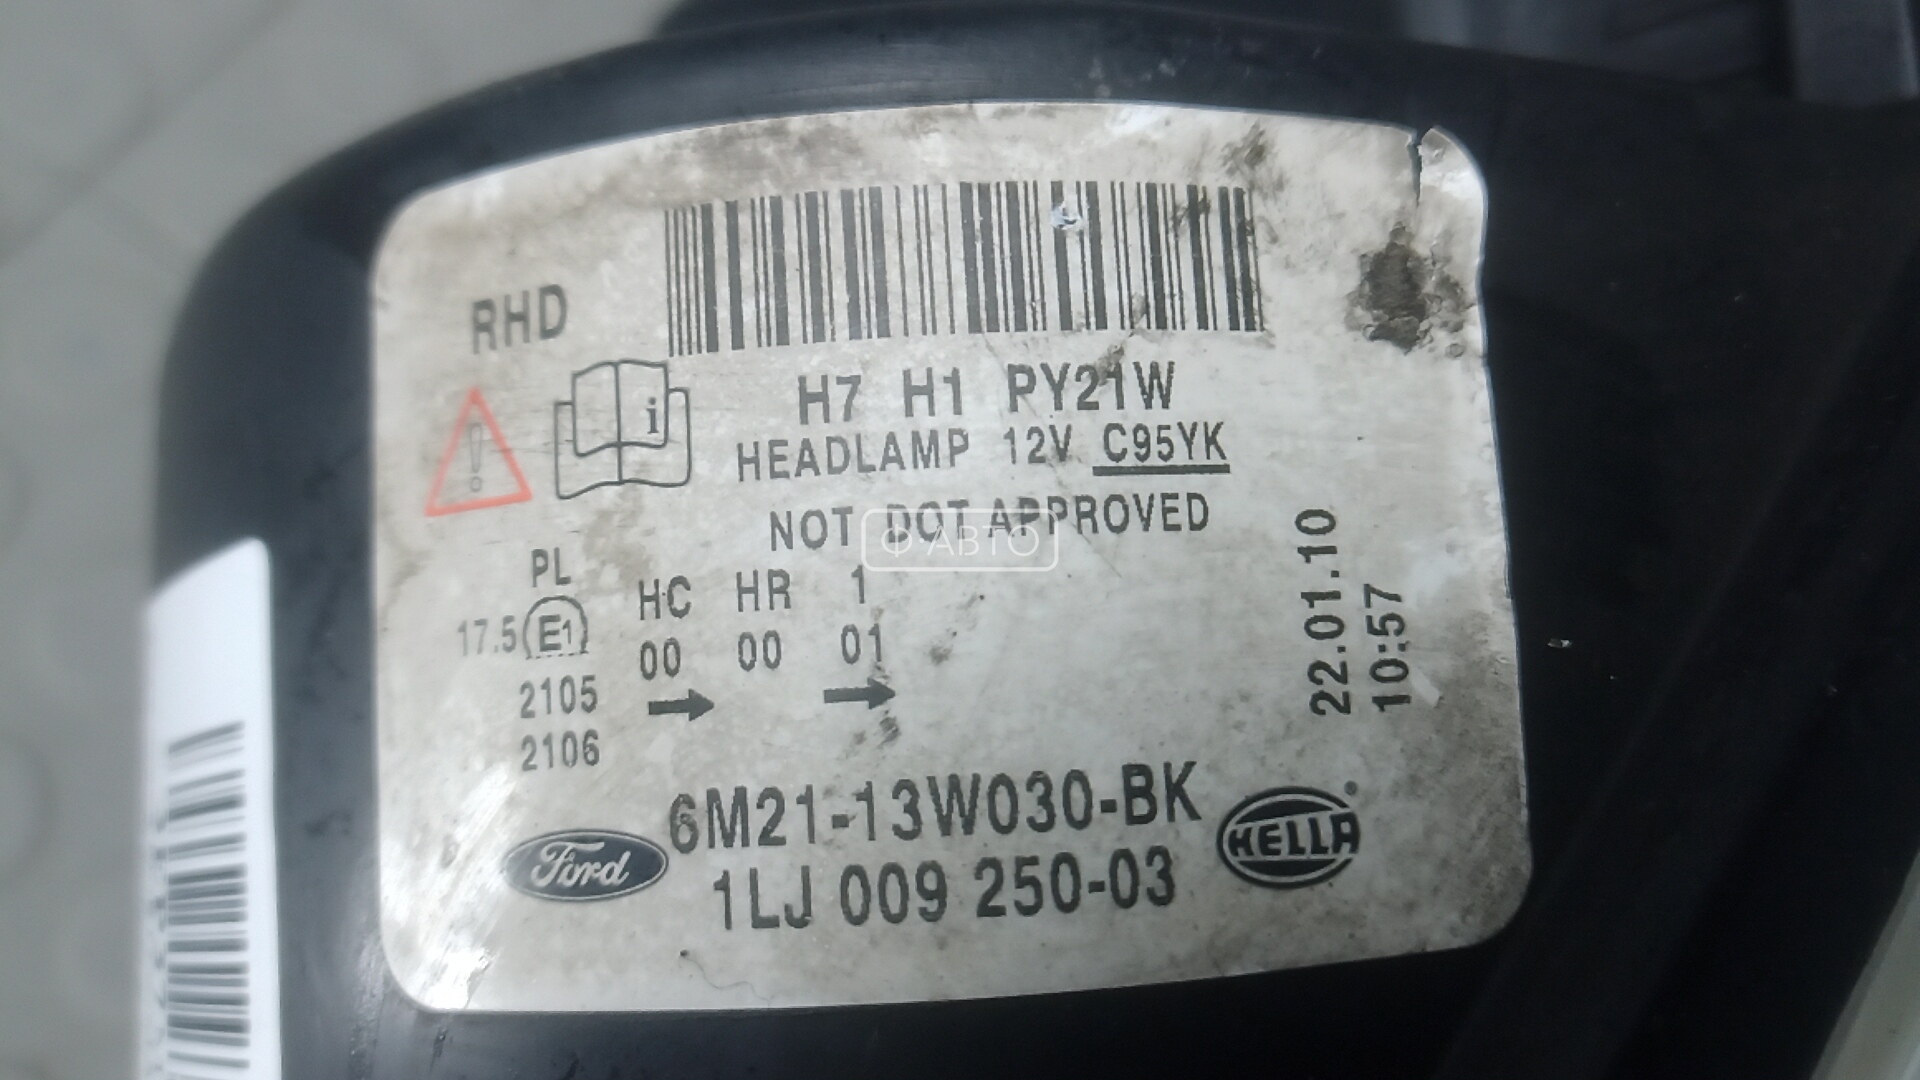 RHD
i
H7 H1 PY21W
HEADLAMP 12V C95YK
NOT DOT APPROVED
Ф АВТО
PL
17.5 E1
HC HR 1
00 00 01
2105
2106
22.01.10
10:57
6M21-13W030-BK
Ford
1LJ 009 250-03
HELLA